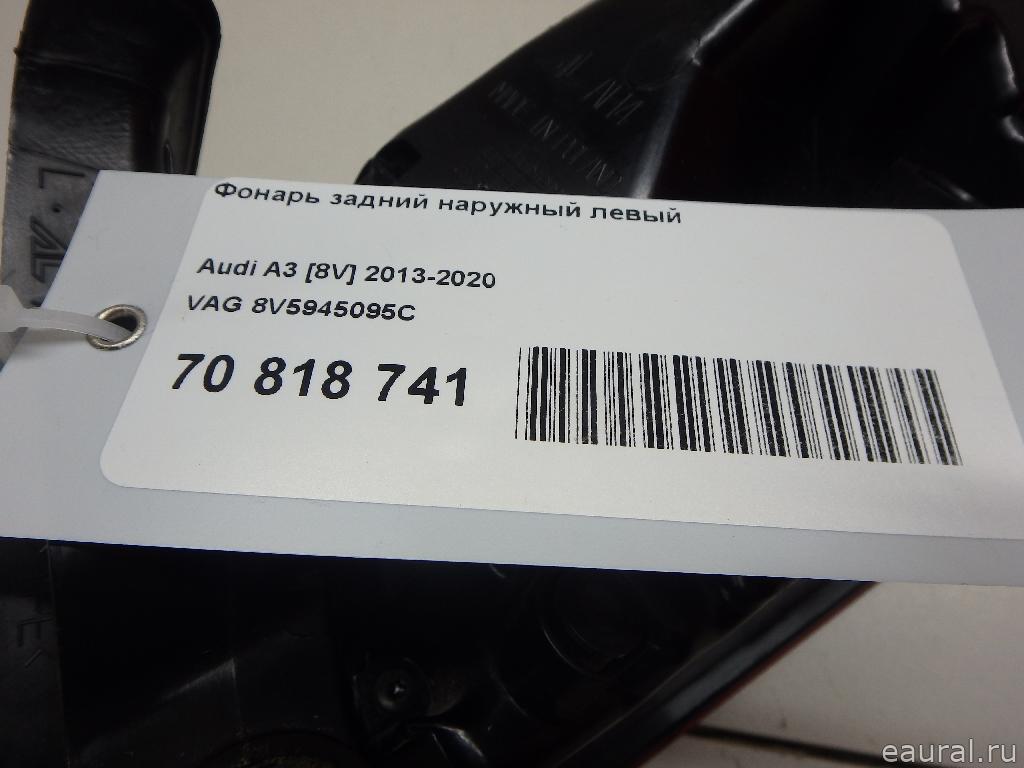 Фонарь задний наружный левый
Audi A3 [8V] 2013-2020
VAG 8V5945095C
70 818 741
eaural.ru